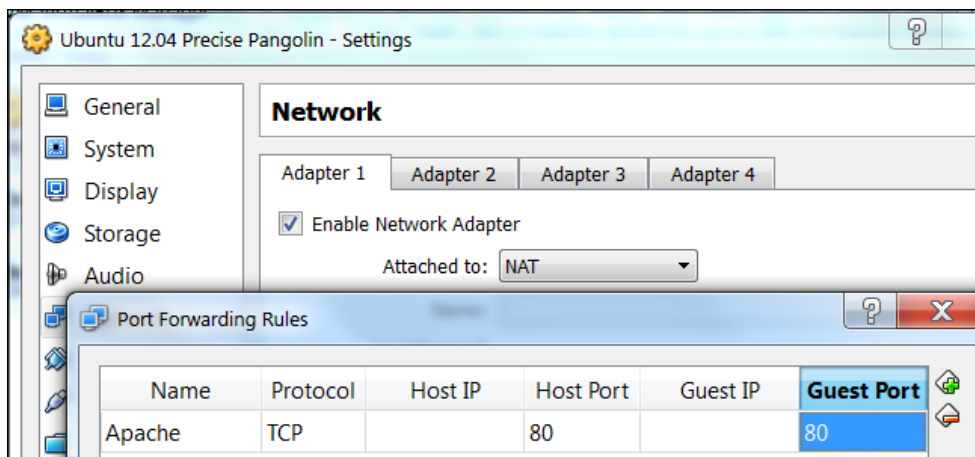 Ubuntu 12.04 Precise Pangolin - Settings
General
System
Display
Storage
Audio
Network
Adapter 1 Adapter 2 Adapter 3 Adapter 4
Enable Network Adapter
Attached to: NAT
Port Forwarding Rules
Name Protocol Host IP Host Port Guest IP Guest Port
Apache TCP 80 80